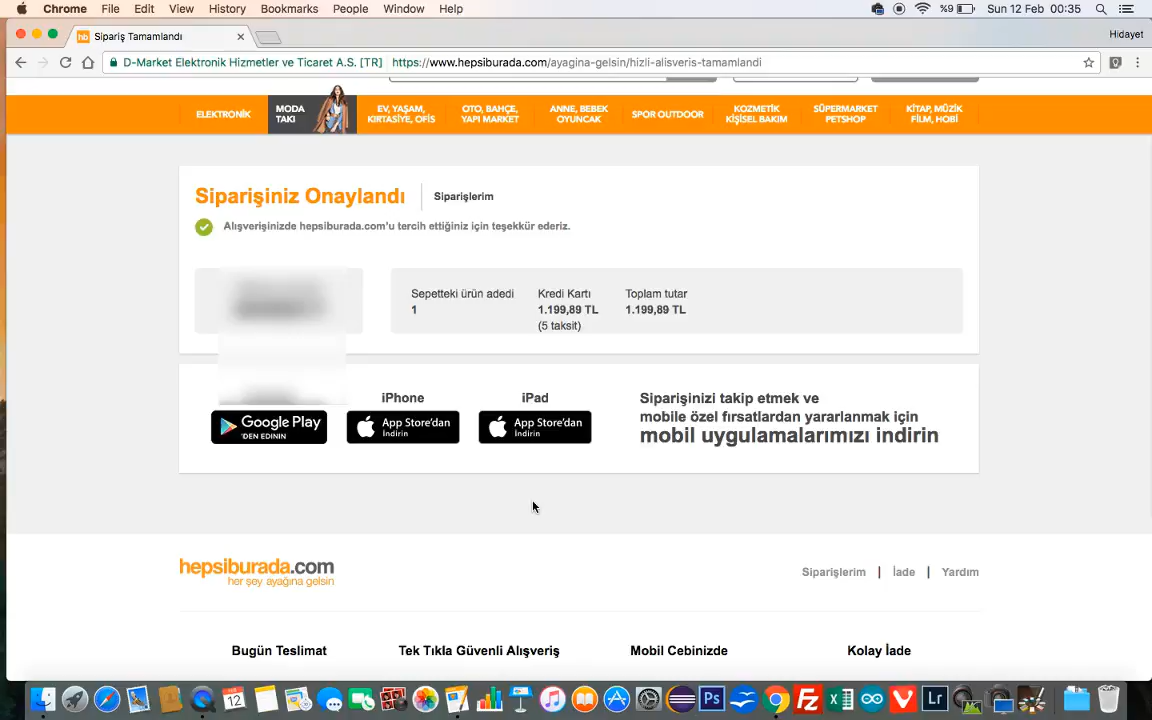 Chrome File Edit View History Bookmarks People Window Help %9 Sun 12 Feb 00:35
hb Sipariş Tamamlandı
Hidayet
D-Market Elektronik Hizmetler ve Ticaret A.S. [TR] https://www.hepsiburada.com/ayagina-gelsin/hizli-alisveris-tamamlandi
ELEKTRONİK
MODA
TAKI
EV, YAŞAM,
KIRTASİYE, OFİS
OTO, BAHÇE,
YAPI MARKET
ANNE, BEBEK
OYUNCAK
SPOR OUTDOOR
KOZMETİK
KİŞİSEL BAKIM
SÜPERMARKET
PETSHOP
KİTAP, MÜZİK
FİLM, HOBİ
Siparişiniz Onaylandı
Siparişlerim
Alışverişinizde hepsiburada.com'u tercih ettiğiniz için teşekkür ederiz.
Sepetteki ürün adedi
1
Kredi Kartı
1.199,89 TL
(5 taksit)
Toplam tutar
1.199,89 TL
Google Play
'DEN EDİNİN
iPhone
App Store'dan
İndirin
iPad
App Store'dan
İndirin
Siparişinizi takip etmek ve
mobile özel fırsatlardan yararlanmak için
mobil uygulamalarımızı indirin
hepsiburada.com
her şey ayağına gelsin
Siparişlerim | İade | Yardım
Bugün Teslimat
Tek Tıkla Güvenli Alışveriş
Mobil Cebinizde
Kolay İade
12
Ps
Fz
Lr